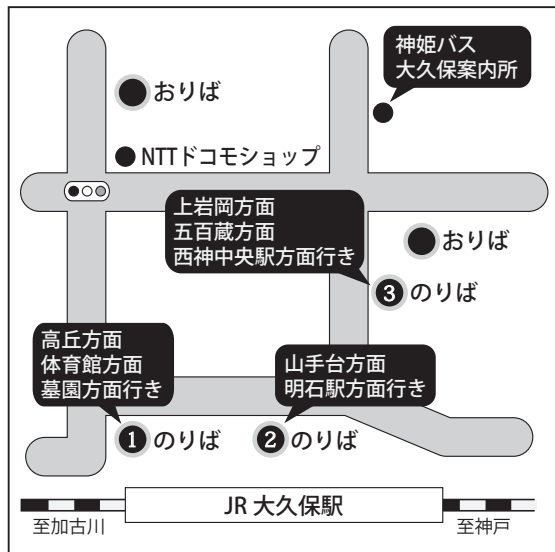 神姫バス
大久保案内所
おりば
NTTドコモショップ
上岩岡方面
五百蔵方面
西神中央駅方面行き
おりば
3 のりば
高丘方面
体育館方面
墓園方面行き
山手台方面
明石駅方面行き
1 のりば
2 のりば
JR 大久保駅
至加古川
至神戸